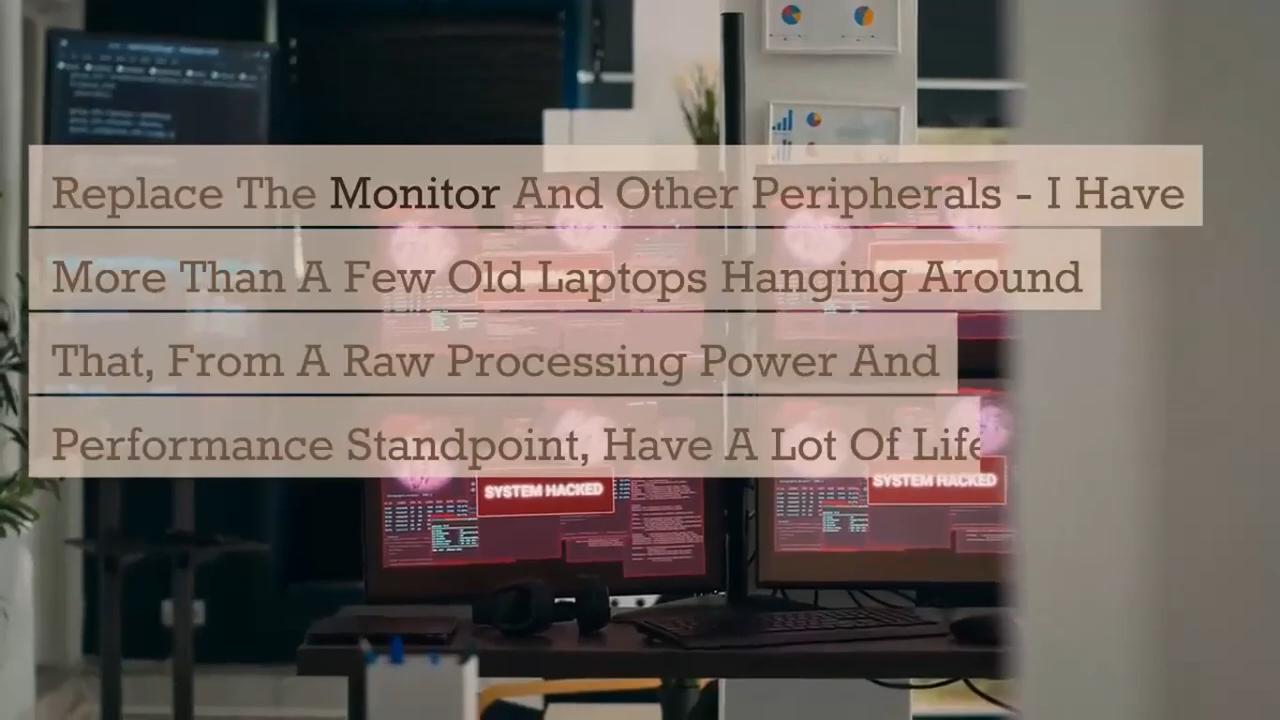 Replace The Monitor And Other Peripherals - I Have
More Than A Few Old Laptops Hanging Around
That, From A Raw Processing Power And
Performance Standpoint, Have A Lot Of Life
SYSTEM HACKED
SYSTEM HACKED